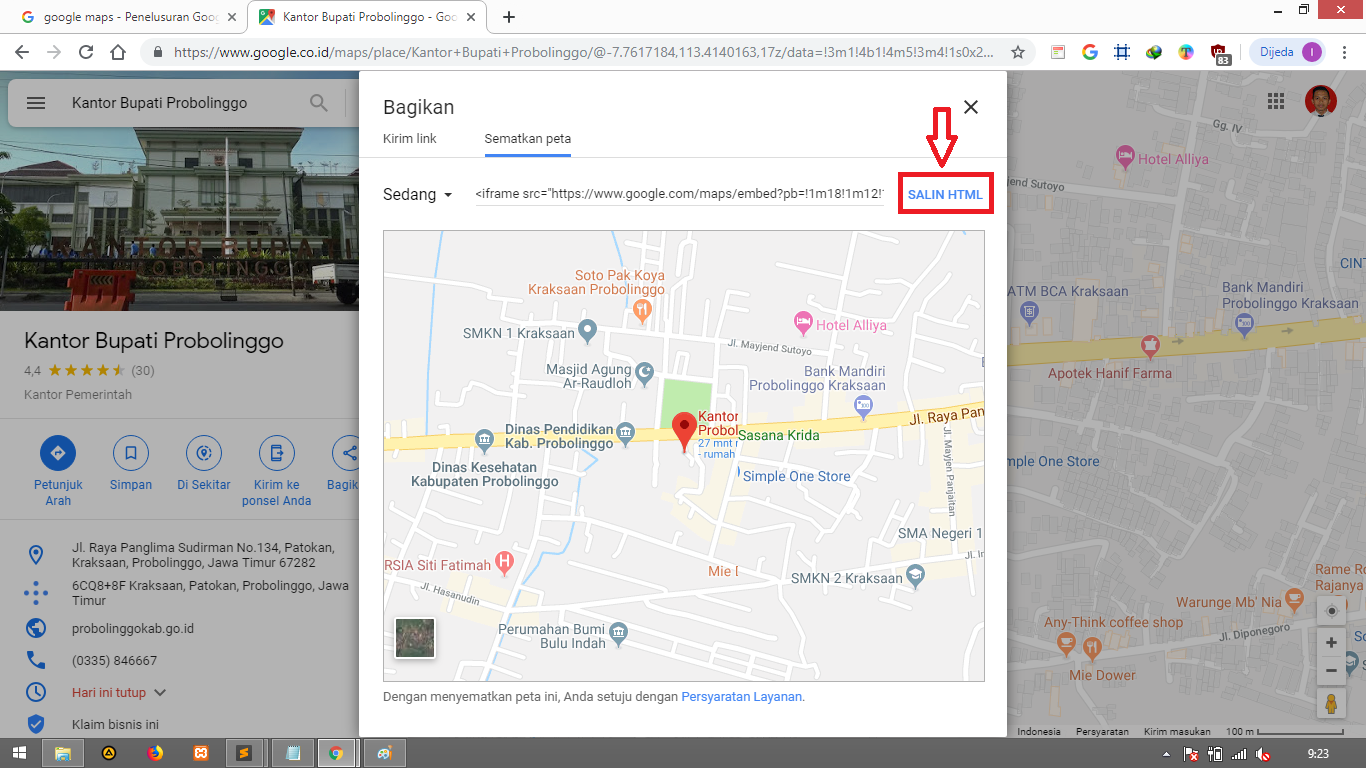 google maps - Penelusuran Goo
Kantor Bupati Probolinggo - Goo
https://www.google.co.id/maps/place/Kantor+Bupati+Probolinggo/@-7.7617184,113.4140163,17z/data=!3m1!4b1!4m5!3m4!1s0x2...
83
Dijeda
I
Kantor Bupati Probolinggo
KANTOR BUPATI
PROBOLINGGO
Kantor Bupati Probolinggo
4,4
(30)
Kantor Pemerintah
Petunjuk Arah
Simpan
Di Sekitar
Kirim ke ponsel Anda
Bagik
Jl. Raya Panglima Sudirman No.134, Patokan,
Kraksaan, Probolinggo, Jawa Timur 67282
6CQ8+8F Kraksaan, Patokan, Probolinggo, Jawa
Timur
probolinggokab.go.id
(0335) 846667
Hari ini tutup
Klaim bisnis ini
Bagikan
Kirim link
Sematkan peta
Sedang
<iframe src="https://www.google.com/maps/embed?pb=!1m18!1m12!
SALIN HTML
Soto Pak Koya
Kraksaan Probolinggo
SMKN 1 Kraksaan
Hotel Alliya
Jl. Mayjend Sutoyo
Masjid Agung
Ar-Raudloh
Bank Mandiri
Probolinggo Kraksaan
Kantor
Probol
27 mnt
- rumah
Jl. Raya Pan
Sasana Krida
Dinas Pendidikan
Kab. Probolinggo
Dinas Kesehatan
Kabupaten Probolinggo
Simple One Store
Jl. Mayjen Panjaitan
SMA Negeri 1
RSIA Siti Fatimah
Mie
SMKN 2 Kraksaan
Jl. Hasanudin
Perumahan Bumi
Bulu Indah
Dengan menyematkan peta ini, Anda setuju dengan Persyaratan Layanan.
Gg. IV
Hotel Alliya
jend Sutoyo
CINT
ATM BCA Kraksaan
Bank Mandiri
Probolinggo Kraksaan
Apotek Hanif Farma
mple One Store
Rame Ro
Rajanya
Warunge Mb' Nia
Any-Think coffee shop
Jl. Diponegoro
Mie Dower
Indonesia
Persyaratan
Kirim masukan
100 m
9:23